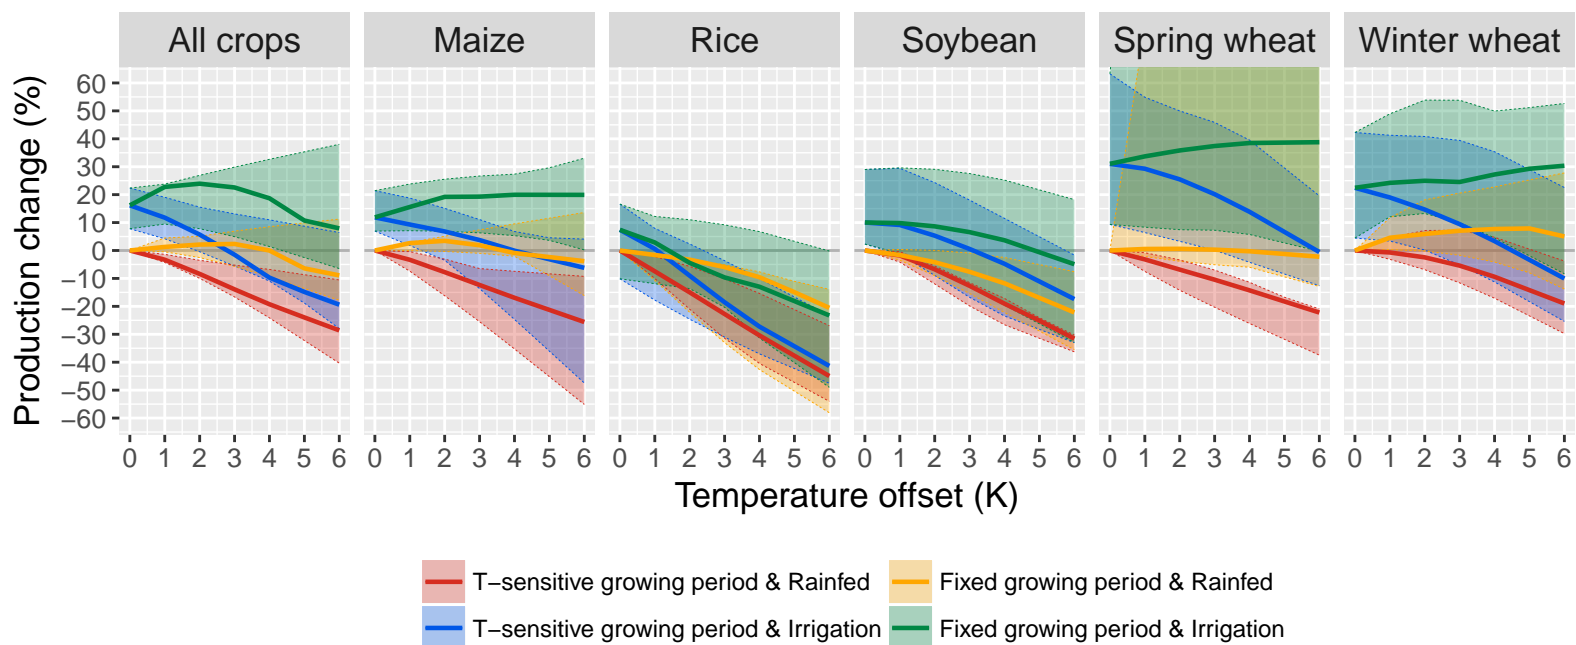 All crops Maize Rice Soybean Spring wheat Winter wheat
Production change (%)
60
50
40
30
20
10
0
−10
−20
−30
−40
−50
−60
0 1 2 3 4 5 6 0 1 2 3 4 5 6 0 1 2 3 4 5 6 0 1 2 3 4 5 6 0 1 2 3 4 5 6 0 1 2 3 4 5 6
Temperature offset (K)
T−sensitive growing period & Rainfed Fixed growing period & Rainfed
T−sensitive growing period & Irrigation Fixed growing period & Irrigation